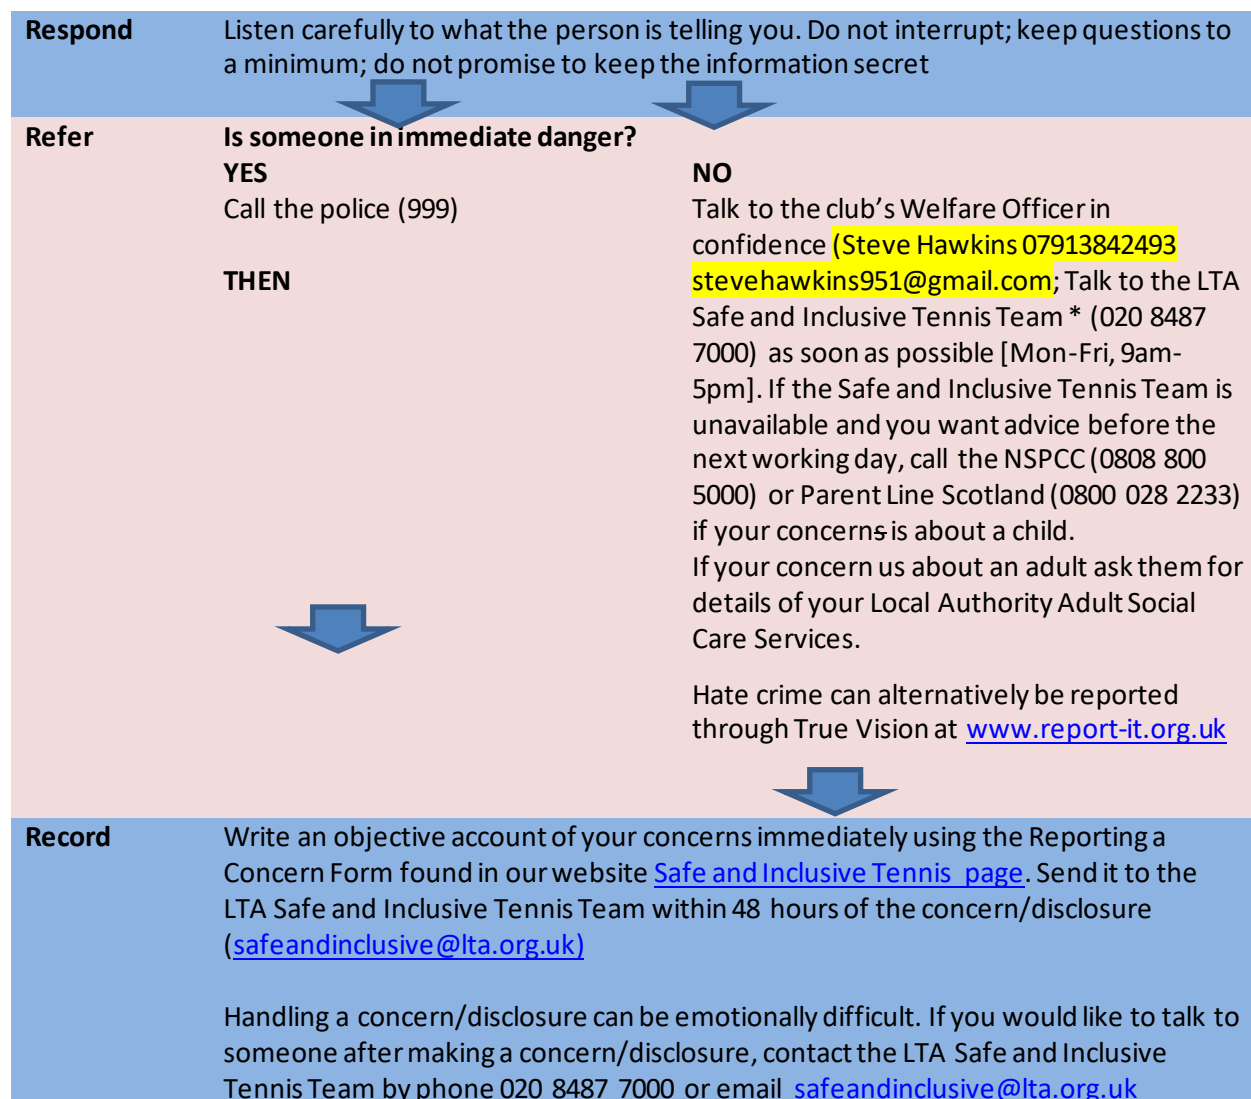 Respond
Listen carefully to what the person is telling you. Do not interrupt; keep questions to
a minimum; do not promise to keep the information secret
Refer
Is someone in immediate danger?
YES
Call the police (999)
THEN
NO
Talk to the club's Welfare Officer in
confidence (Steve Hawkins 07913842493
stevehawkins951@gmail.com; Talk to the LTA
Safe and Inclusive Tennis Team * (020 8487
7000) as soon as possible [Mon-Fri, 9am-
5pm]. If the Safe and Inclusive Tennis Team is
unavailable and you want advice before the
next working day, call the NSPCC (0808 800
5000) or Parent Line Scotland (0800 028 2233)
if your concerns is about a child.
If your concern us about an adult ask them for
details of your Local Authority Adult Social
Care Services.
Hate crime can alternatively be reported
through True Vision at www.report-it.org.uk
Record
Write an objective account of your concerns immediately using the Reporting a
Concern Form found in our website Safe and Inclusive Tennis page. Send it to the
LTA Safe and Inclusive Tennis Team within 48 hours of the concern/disclosure
(safeandinclusive@lta.org.uk)
Handling a concern/disclosure can be emotionally difficult. If you would like to talk to
someone after making a concern/disclosure, contact the LTA Safe and Inclusive
Tennis Team by phone 020 8487 7000 or email safeandinclusive@lta.org.uk